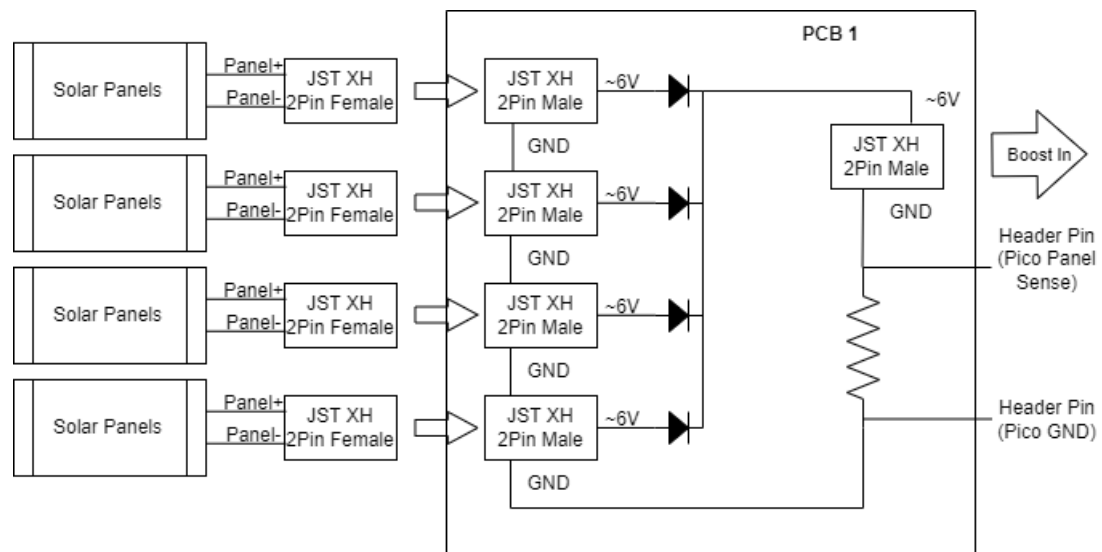 PCB 1
Solar Panels
Panel+
Panel-
JST XH
2Pin Female
JST XH
2Pin Male
~6V
GND
~6V
JST XH
2Pin Male
GND
Boost In
Solar Panels
Panel+
Panel-
JST XH
2Pin Female
JST XH
2Pin Male
~6V
GND
Header Pin
(Pico Panel
Sense)
Solar Panels
Panel+
Panel-
JST XH
2Pin Female
JST XH
2Pin Male
~6V
GND
Solar Panels
Panel+
Panel-
JST XH
2Pin Female
JST XH
2Pin Male
~6V
GND
Header Pin
(Pico GND)